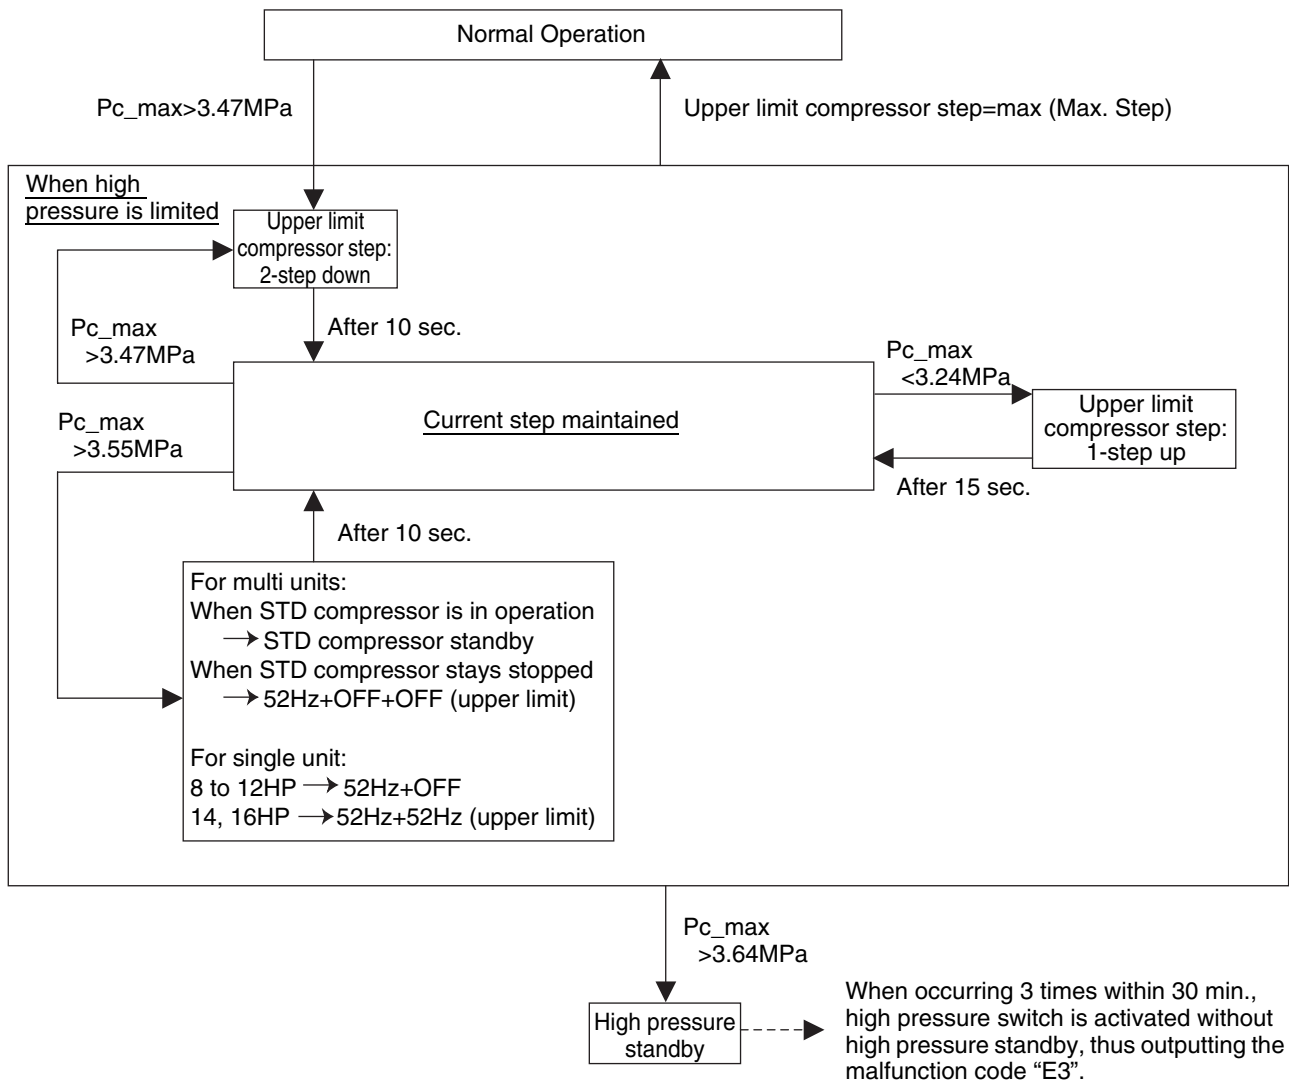 Normal Operation
Pc_max>3.47MPa
Upper limit compressor step=max (Max. Step)
When high
pressure is limited
Upper limit
compressor step:
2-step down
After 10 sec.
Pc_max
>3.47MPa
Pc_max
<3.24MPa
Upper limit
compressor step:
1-step up
Current step maintained
After 15 sec.
Pc_max
>3.55MPa
After 10 sec.
For multi units:
When STD compressor is in operation
→ STD compressor standby
When STD compressor stays stopped
→ 52Hz+OFF+OFF (upper limit)
For single unit:
8 to 12HP → 52Hz+OFF
14, 16HP → 52Hz+52Hz (upper limit)
Pc_max
>3.64MPa
High pressure
standby
When occurring 3 times within 30 min.,
high pressure switch is activated without
high pressure standby, thus outputting the
malfunction code “E3”.